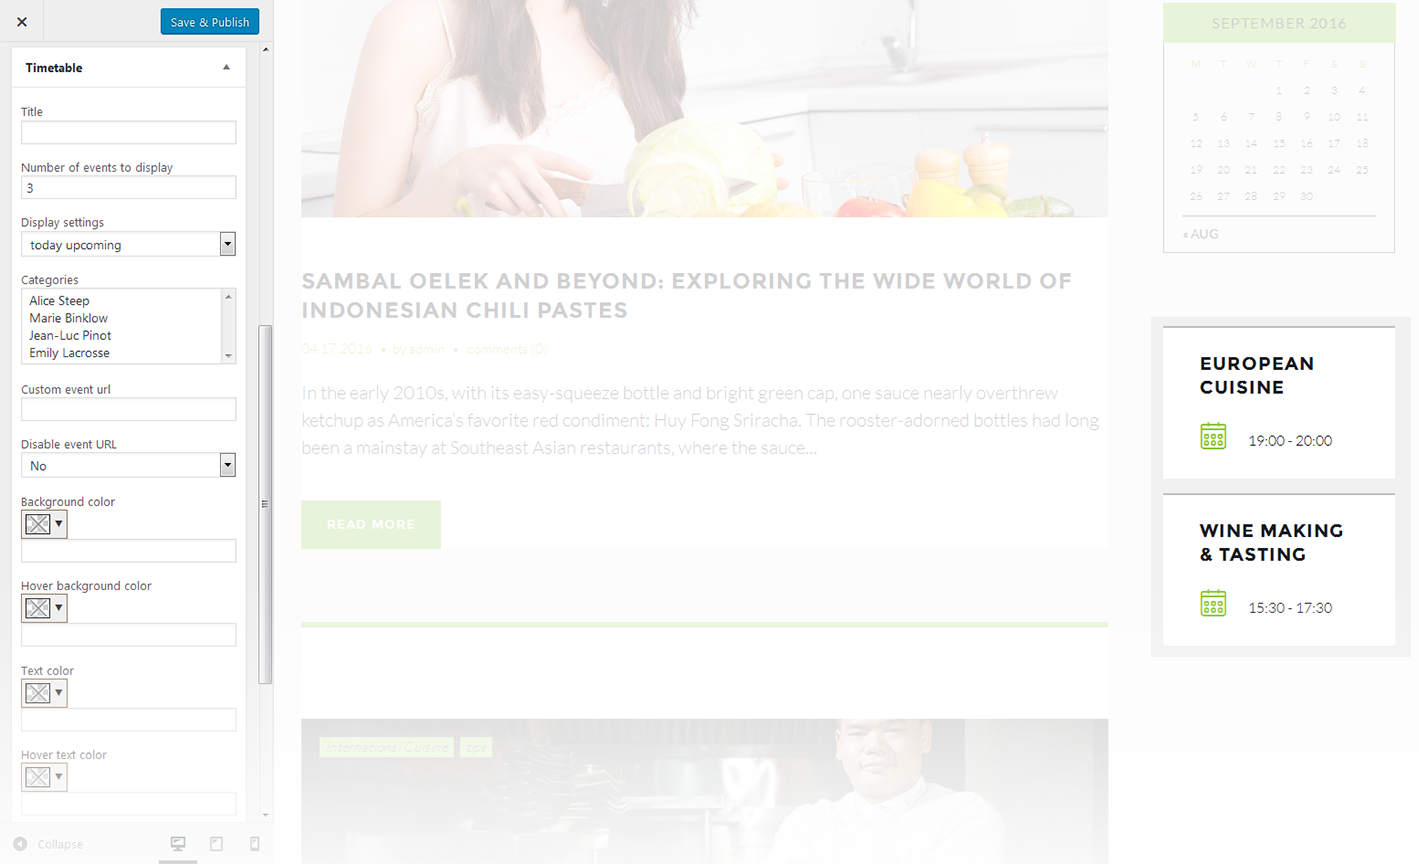 Save & Publish
Timetable
Title
Number of events to display
3
Display settings
today upcoming
Categories
Alice Steep
Marie Binklow
Jean-Luc Pinot
Emily Lacrosse
Custom event url
Disable event URL
No
Background color
Hover background color
Text color
Hover text color
Collapse
SAMBAL OELEK AND BEYOND: EXPLORING THE WIDE WORLD OF
INDONESIAN CHILI PASTES
04.17.2016 • by admin • comments (0)
In the early 2010s, with its easy-squeeze bottle and bright green cap, one sauce nearly overthrew
ketchup as America's favorite red condiment: Huy Fong Sriracha. The rooster-adorned bottles had long
been a mainstay at Southeast Asian restaurants, where the sauce...
READ MORE
International Cuisine tips
SEPTEMBER 2016
M T W T F S S
1 2 3 4
5 6 7 8 9 10 11
12 13 14 15 16 17 18
19 20 21 22 23 24 25
26 27 28 29 30
« AUG
EUROPEAN
CUISINE
19:00 - 20:00
WINE MAKING
& TASTING
15:30 - 17:30